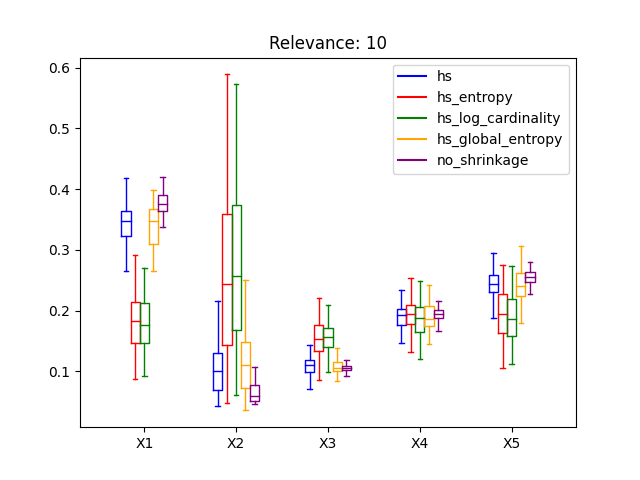 Relevance: 10
0.6
0.5
0.4
0.3
0.2
0.1
hs
hs_entropy
hs_log_cardinality
hs_global_entropy
no_shrinkage
X1 X2 X3 X4 X5